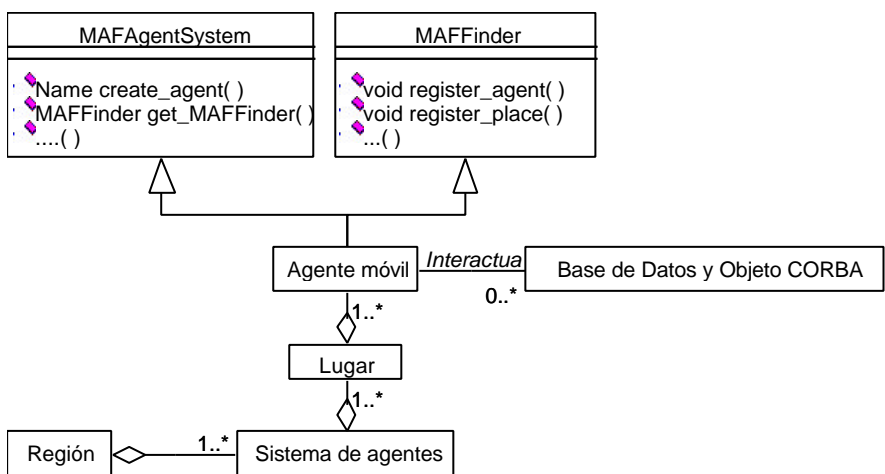 MAFAgentSystem
Name create_agent( )
MAFFinder get_MAFFinder( )
....( )
MAFFinder
void register_agent( )
void register_place( )
...( )
Agente móvil
Interactua
0..*
Base de Datos y Objeto CORBA
1..*
Lugar
1..*
Región
1..*
Sistema de agentes